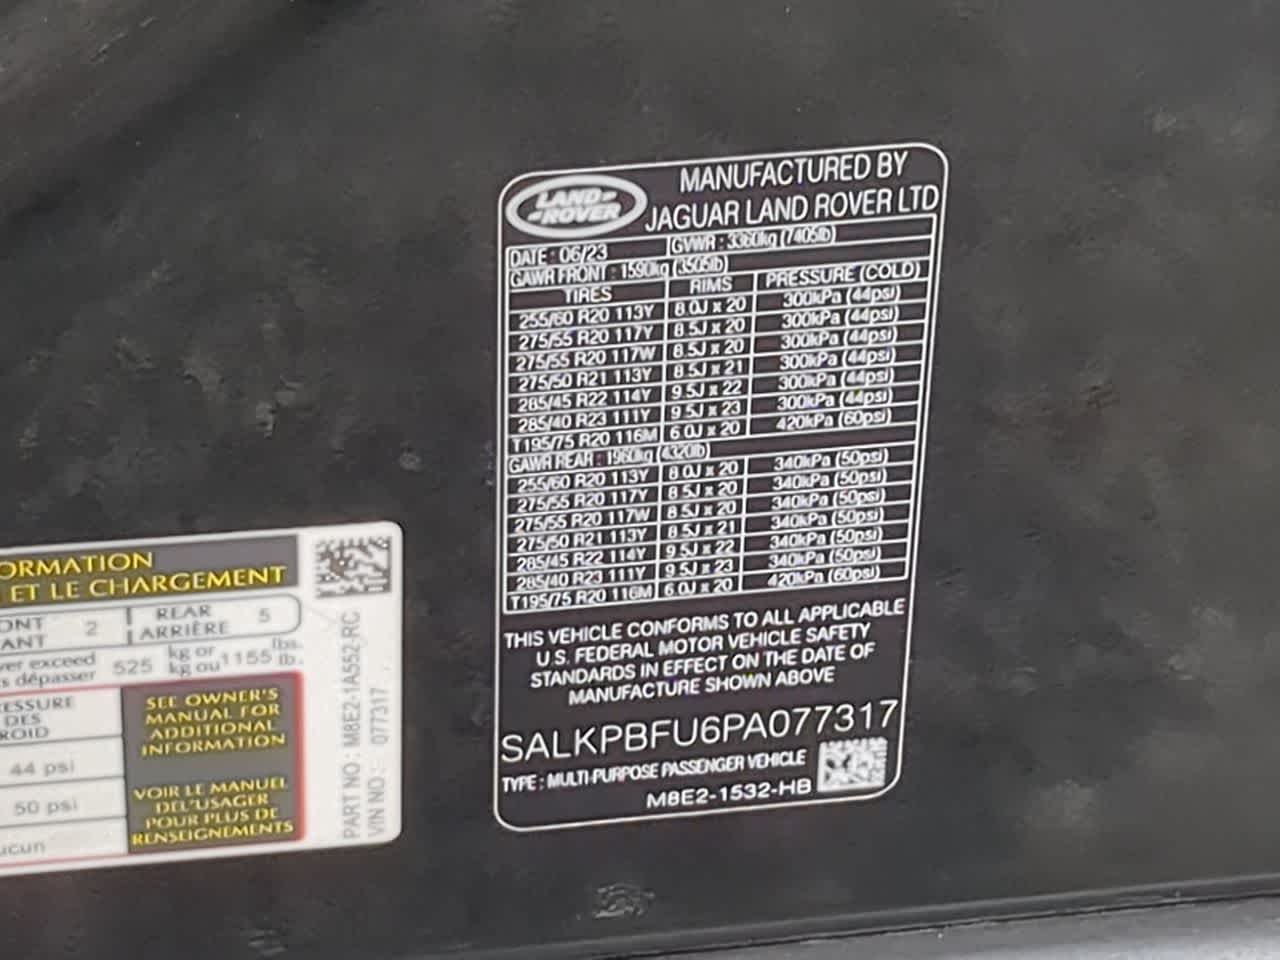 LAND-
-ROVER
MANUFACTURED BY
JAGUAR LAND ROVER LTD
DATE : 06/23 GVWR : 3360kg (7405lb)
GAWR FRONT : 1590kg (3505lb)
TIRES RIMS PRESSURE (COLD)
255/60 R20 113Y 8.0J x 20 300kPa (44psi)
275/55 R20 117Y 8.5J x 20 300kPa (44psi)
275/55 R20 117W 8.5J x 20 300kPa (44psi)
275/50 R21 113Y 8.5J x 21 300kPa (44psi)
285/45 R22 114Y 9.5J x 22 300kPa (44psi)
285/40 R23 111Y 9.5J x 23 300kPa (44psi)
T195/75 R20 116M 6.0J x 20 420kPa (60psi)
GAWR REAR : 1960kg (4320lb)
255/60 R20 113Y 8.0J x 20 340kPa (50psi)
275/55 R20 117Y 8.5J x 20 340kPa (50psi)
275/55 R20 117W 8.5J x 20 340kPa (50psi)
275/50 R21 113Y 8.5J x 21 340kPa (50psi)
285/45 R22 114Y 9.5J x 22 340kPa (50psi)
285/40 R23 111Y 9.5J x 23 340kPa (50psi)
T195/75 R20 116M 6.0J x 20 420kPa (60psi)
THIS VEHICLE CONFORMS TO ALL APPLICABLE
U.S. FEDERAL MOTOR VEHICLE SAFETY
STANDARDS IN EFFECT ON THE DATE OF
MANUFACTURE SHOWN ABOVE
SALKPBFU6PA077317
TYPE : MULTI-PURPOSE PASSENGER VEHICLE
M8E2-1532-HB
ORMATION
ET LE CHARGEMENT
ONT 2 REAR 5
ANT ARRIÈRE
ver exceed 525 kg or 1155 lbs.
s dépasser kg ou lb.
ESSURE
DES
ROID
44 psi
50 psi
ucun
SEE OWNER'S
MANUAL FOR
ADDITIONAL
INFORMATION
VOIR LE MANUEL
DEL'USAGER
POUR PLUS DE
RENSEIGNEMENTS
PART NO : M8E2-1A552-RC
VIN NO : 077317